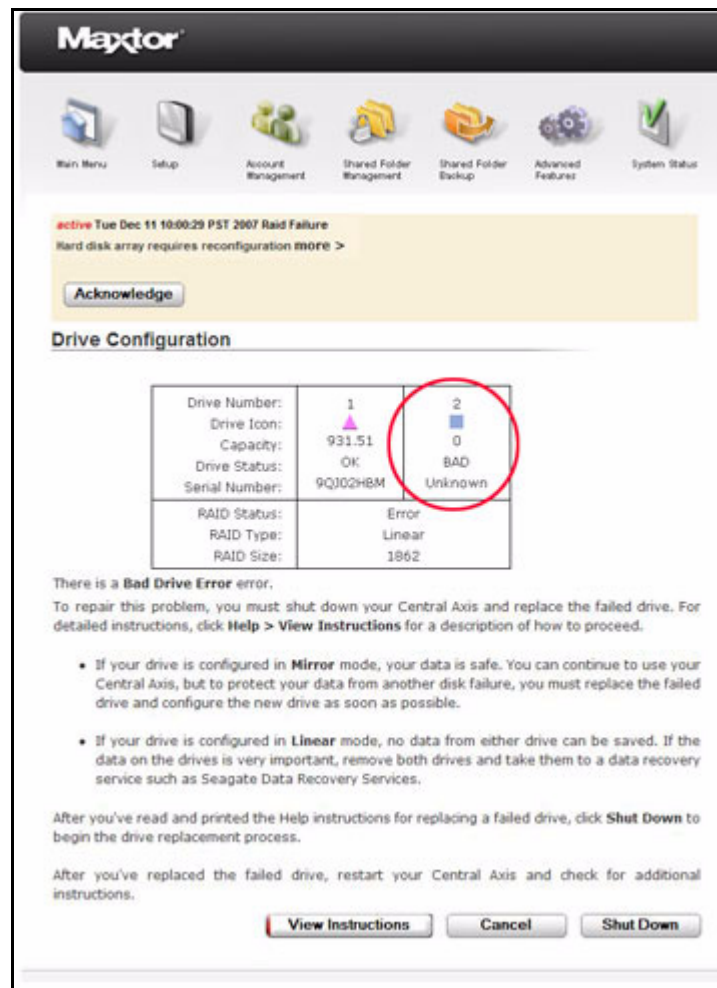 Maxtor
Main Menu
Setup
Account
Management
Shared Folder
Management
Shared Folder
Backup
Advanced
Features
System Status
active Tue Dec 11 10:00:29 PST 2007 Raid Failure
Hard disk array requires reconfiguration more >
Acknowledge
Drive Configuration
Drive Number: 1 2
Drive Icon:
Capacity: 931.51 0
Drive Status: OK BAD
Serial Number: 9QJ02HBM Unknown
RAID Status: Error
RAID Type: Linear
RAID Size: 1862
There is a Bad Drive Error error.
To repair this problem, you must shut down your Central Axis and replace the failed drive. For
detailed instructions, click Help > View Instructions for a description of how to proceed.
• If your drive is configured in Mirror mode, your data is safe. You can continue to use your
Central Axis, but to protect your data from another disk failure, you must replace the failed
drive and configure the new drive as soon as possible.
• If your drive is configured in Linear mode, no data from either drive can be saved. If the
data on the drives is very important, remove both drives and take them to a data recovery
service such as Seagate Data Recovery Services.
After you've read and printed the Help instructions for replacing a failed drive, click Shut Down to
begin the drive replacement process.
After you've replaced the failed drive, restart your Central Axis and check for additional
instructions.
View Instructions
Cancel
Shut Down